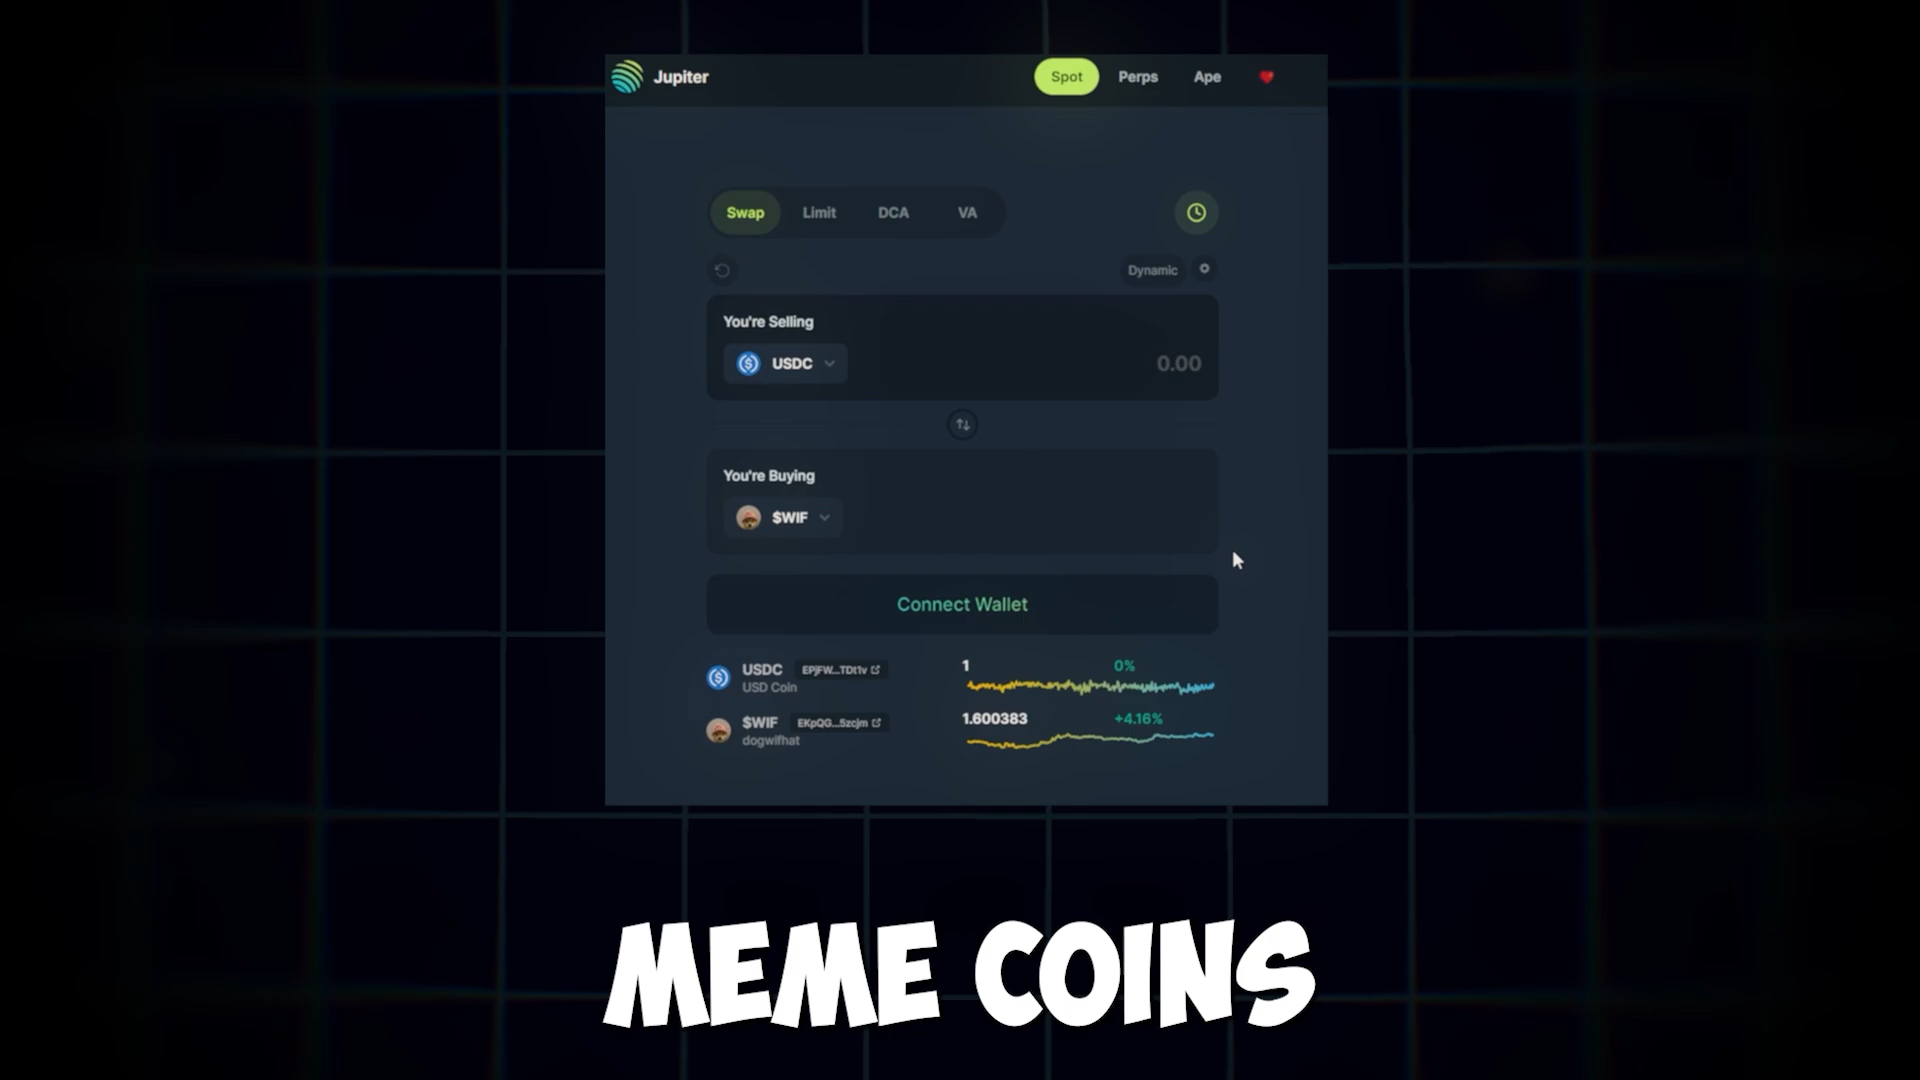 Jupiter Spot Perps Ape
Swap Limit DCA VA
Dynamic
You're Selling
USDC 0.00
You're Buying
$WIF
Connect Wallet
USDC EPjFW...TDt1v 1 0%
USD Coin
$WIF EKpQG...5zcjm 1.600383 +4.16%
dogwifhat
MEME COINS